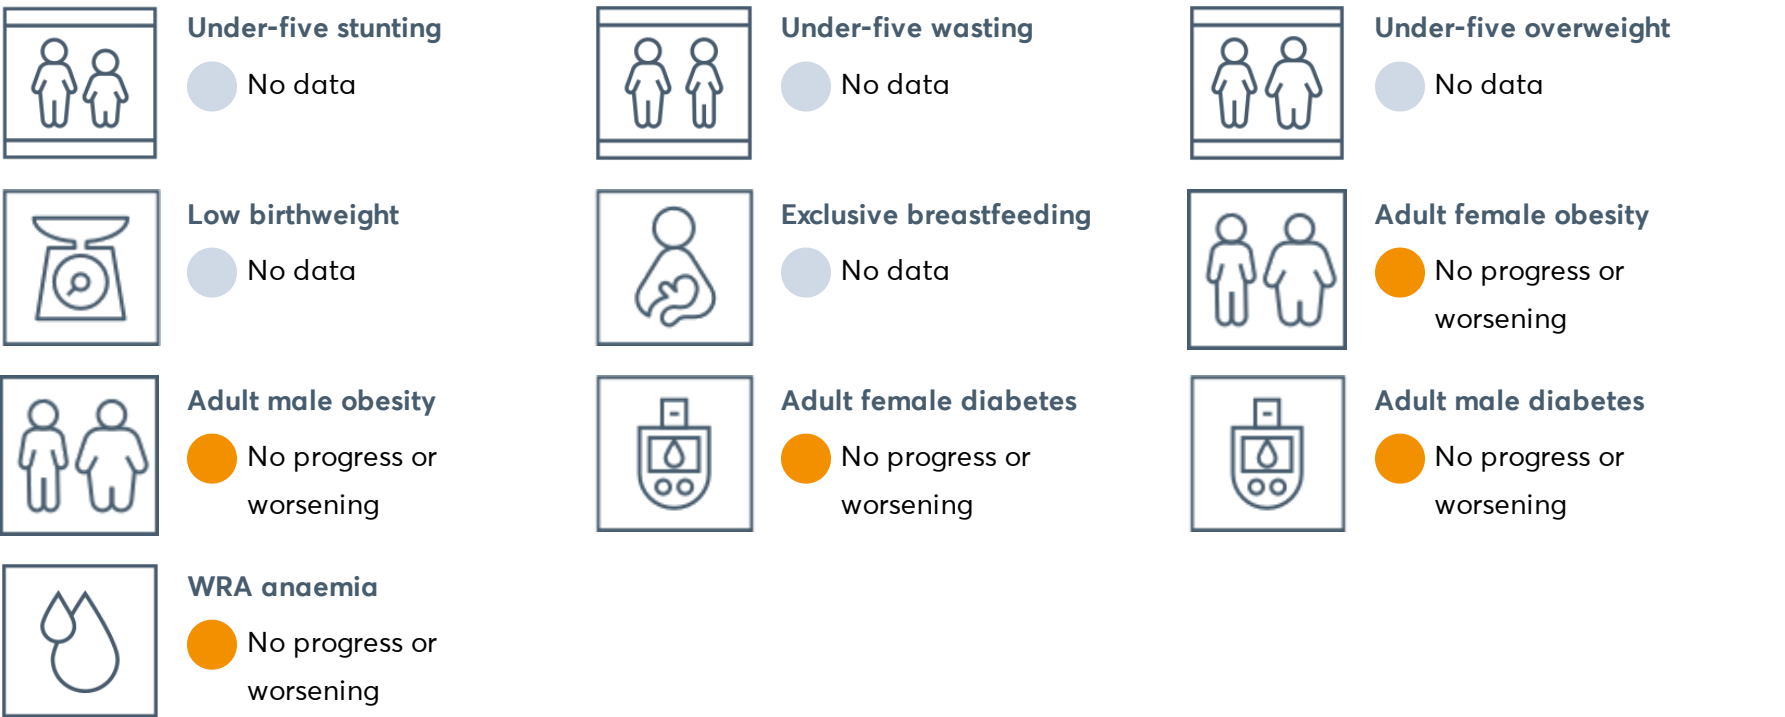 Under-five stunting
No data
Under-five wasting
No data
Under-five overweight
No data
Low birthweight
No data
Exclusive breastfeeding
No data
Adult female obesity
No progress or
worsening
Adult male obesity
No progress or
worsening
Adult female diabetes
No progress or
worsening
Adult male diabetes
No progress or
worsening
WRA anaemia
No progress or
worsening